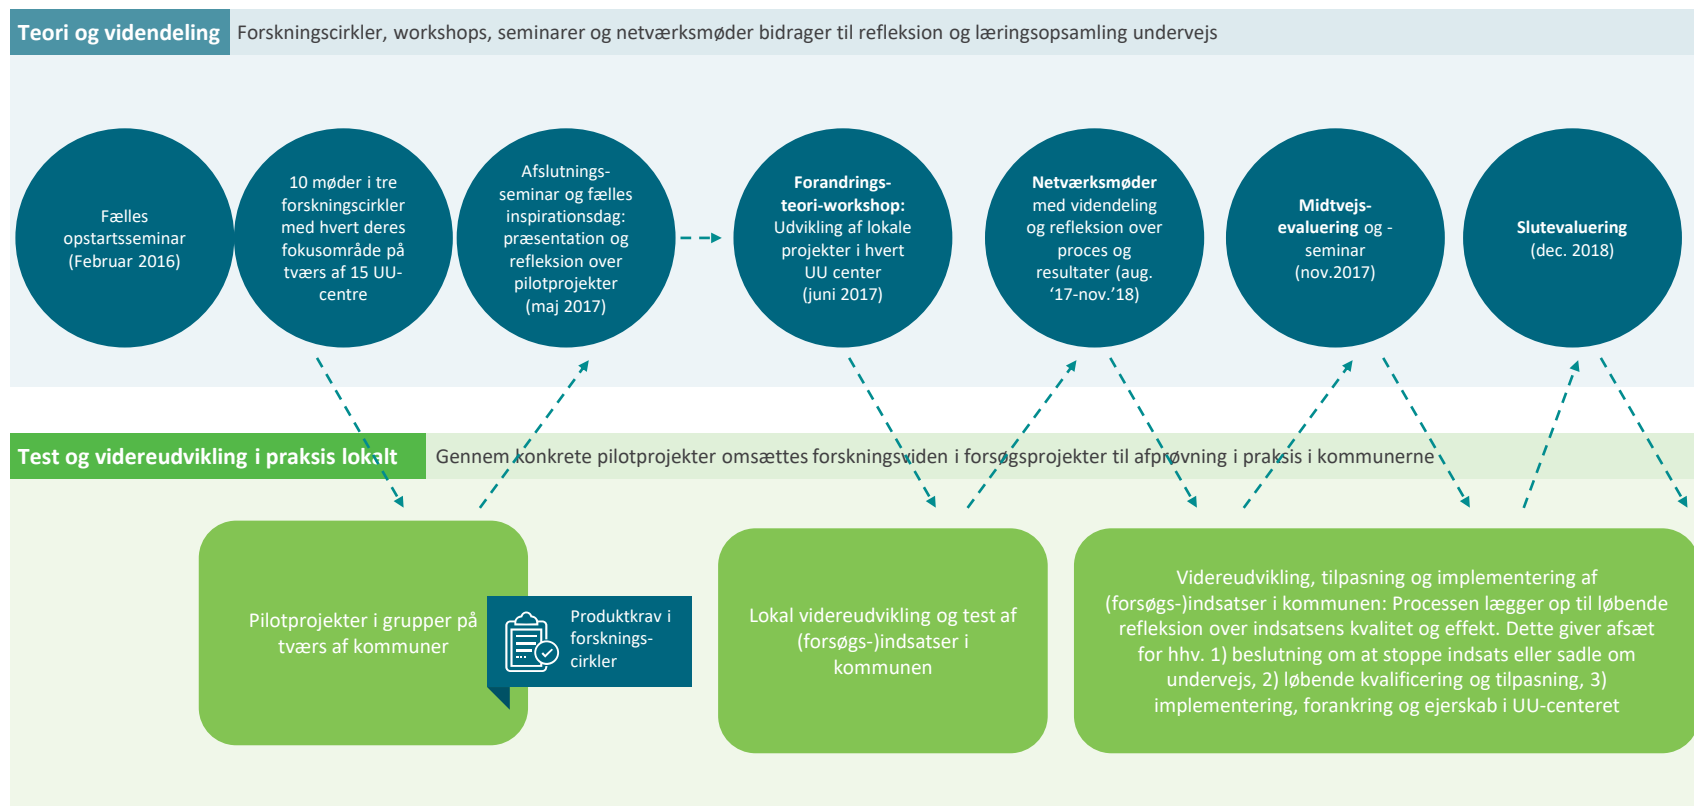 Teori og videndeling
Forskningscirkler, workshops, seminarer og netværksmøder bidrager til refleksion og læringsopsamling undervejs
Fælles
opstartsseminar
(Februar 2016)
10 møder i tre
forskningscirkler
med hvert deres
fokusområde på
tværs af 15 UU-
centre
Afslutnings-
seminar og fælles
inspirationsdag:
præsentation og
refleksion over
pilotprojekter
(maj 2017)
Forandrings-
teori-workshop:
Udvikling af lokale
projekter i hvert
UU center
(juni 2017)
Netværksmøder
med videndeling
og refleksion over
proces og
resultater (aug.
‘17-nov.’18)
Midtvejs-
evaluering og -
seminar
(nov.2017)
Slutevaluering
(dec. 2018)
Test og videreudvikling i praksis lokalt
Gennem konkrete pilotprojekter omsættes forskningsviden i forsøgsprojekter til afprøvning i praksis i kommunerne
Pilotprojekter i grupper på
tværs af kommuner
Produktkrav i
forsknings-
cirkler
Lokal videreudvikling og test af
(forsøgs-)indsatser i
kommunen
Videreudvikling, tilpasning og implementering af
(forsøgs-)indsatser i kommunen: Processen lægger op til løbende
refleksion over indsatsens kvalitet og effekt. Dette giver afsæt
for hhv. 1) beslutning om at stoppe indsats eller sadle om
undervejs, 2) løbende kvalificering og tilpasning, 3)
implementering, forankring og ejerskab i UU-centeret